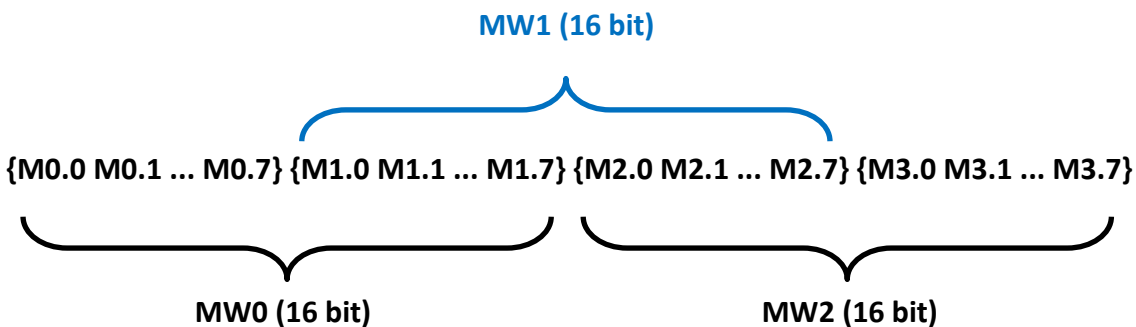 MW1 (16 bit)
{M0.0 M0.1 ... M0.7} {M1.0 M1.1 ... M1.7} {M2.0 M2.1 ... M2.7} {M3.0 M3.1 ... M3.7}
MW0 (16 bit) MW2 (16 bit)